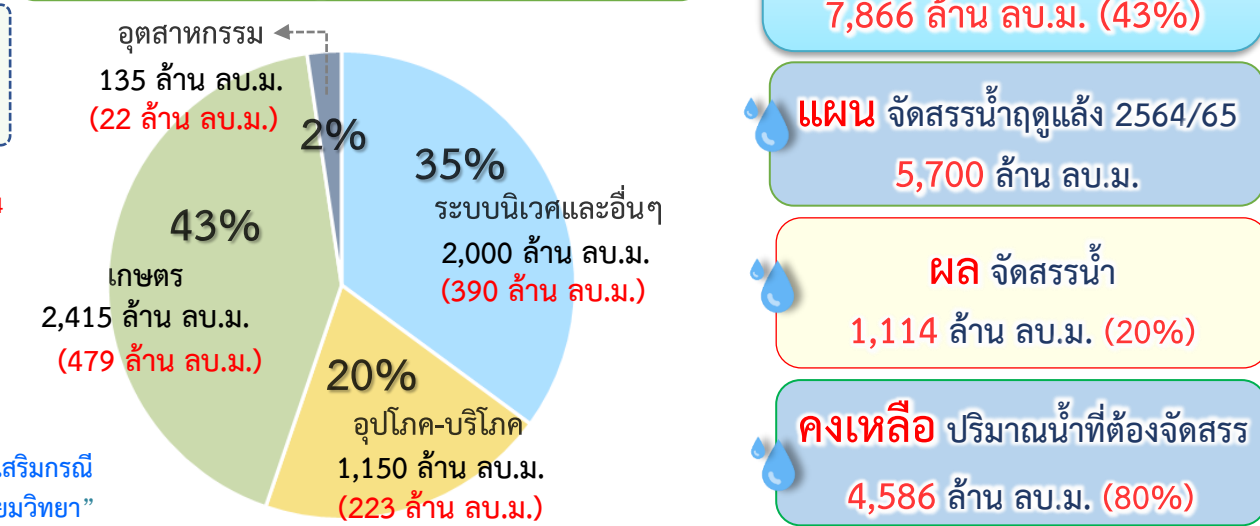 อุตสาหกรรม
135 ล้าน ลบ.ม.
(22 ล้าน ลบ.ม.)
2%
35%
ระบบนิเวศและอื่นๆ
2,000 ล้าน ลบ.ม.
(390 ล้าน ลบ.ม.)
43%
เกษตร
2,415 ล้าน ลบ.ม.
(479 ล้าน ลบ.ม.)
20%
อุปโภค-บริโภค
1,150 ล้าน ลบ.ม.
(223 ล้าน ลบ.ม.)
7,866 ล้าน ลบ.ม. (43%)
แผน จัดสรรน้ำฤดูแล้ง 2564/65
5,700 ล้าน ลบ.ม.
ผล จัดสรรน้ำ
1,114 ล้าน ลบ.ม. (20%)
คงเหลือ ปริมาณน้ำที่ต้องจัดสรร
4,586 ล้าน ลบ.ม. (80%)